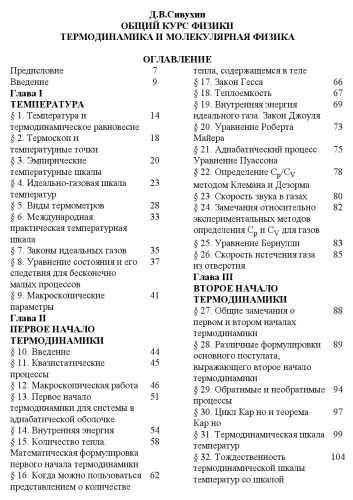 Д.В.Сивухин
ОБЩИЙ КУРС ФИЗИКИ
ТЕРМОДИНАМИКА И МОЛЕКУЛЯРНАЯ ФИЗИКА
ОГЛАВЛЕНИЕ
Предисловие 7
Введение 9
Глава I
ТЕМПЕРАТУРА
§ 1. Температура и 14
термодинамическое равновесие
§ 2. Термоскоп и 18
температурные точки
§ 3. Эмпирические 20
температурные шкалы
§ 4. Идеально-газовая шкала 23
температур
§ 5. Виды термометров 28
§ 6. Международная 33
практическая температурная
шкала
§ 7. Законы идеальных газов 35
§ 8. Уравнение состояния и его 37
следствия для бесконечно
малых процессов
§ 9. Макроскопические 41
параметры
Глава II
ПЕРВОЕ НАЧАЛО
ТЕРМОДИНАМИКИ
§ 10. Введение 44
§ 11. Квазистатические 45
процессы
§ 12. Макроскопическая работа 46
§ 13. Первое начало 51
термодинамики для системы в
адиабатической оболочке
§ 14. Внутренняя энергия 54
§ 15. Количество тепла. 58
Математическая формулировка
первого начала термодинамики
§ 16. Когда можно пользоваться 62
представлением о количестве
тепла, содержащемся в теле
§ 17. Закон Гесса 66
§ 18. Теплоемкость 67
§ 19. Внутренняя энергия 69
идеального газа. Закон Джоуля
§ 20. Уравнение Роберта 73
Майера
§ 21. Адиабатический процесс. 75
Уравнение Пуассона
§ 22. Определение Cp/CV 78
методом Клемана и Дезорма
§ 23. Скорость звука в газах 80
§ 24. Замечания относительно 82
экспериментальных методов
определения Cp и CV для газов
§ 25. Уравнение Бернулли 83
§ 26. Скорость истечения газа 85
из отверстия
Глава III
ВТОРОЕ НАЧАЛО
ТЕРМОДИНАМИКИ
§ 27. Общие замечания о 88
первом и втором началах
термодинамики
§ 28. Различные формулировки 89
основного постулата,
выражающего второе начало
термодинамики
§ 29. Обратимые и необратимые 94
процессы
§ 30. Цикл Кар но и теорема 97
Кар но
§ 31. Термодинамическая шкала 99
температур
§ 32. Тождественность 104
термодинамической шкалы
температур со шкалой